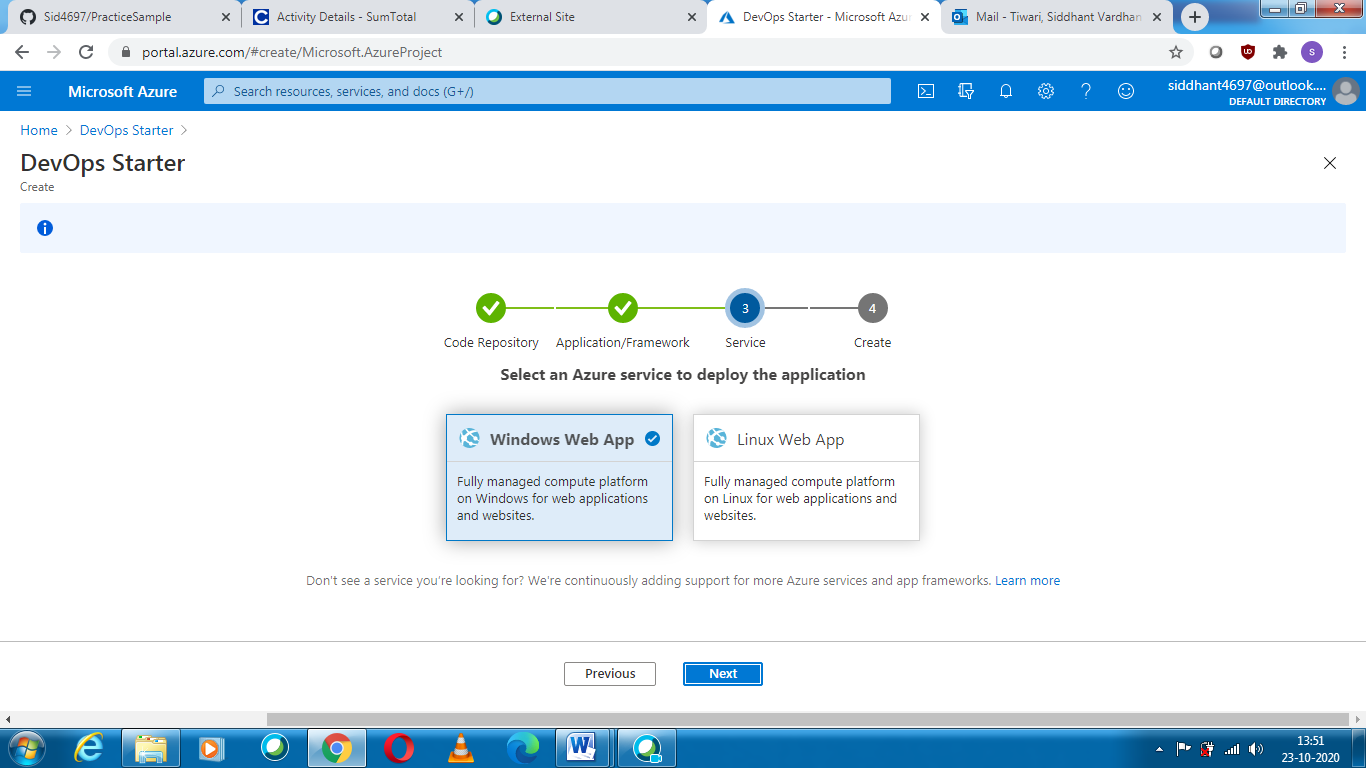 Sid4697/PracticeSample
Activity Details - SumTotal
External Site
DevOps Starter - Microsoft Azu
Mail - Tiwari, Siddhant Vardhan
portal.azure.com/#create/Microsoft.AzureProject
S
Microsoft Azure
Search resources, services, and docs (G+/)
siddhant4697@outlook....
DEFAULT DIRECTORY
Home
DevOps Starter
DevOps Starter
Create
3
4
Code Repository
Application/Framework
Service
Create
Select an Azure service to deploy the application
Windows Web App
Fully managed compute platform
on Windows for web applications
and websites.
Linux Web App
Fully managed compute platform
on Linux for web applications and
websites.
Don't see a service you're looking for? We're continuously adding support for more Azure services and app frameworks. Learn more
Previous
Next
13:51
23-10-2020